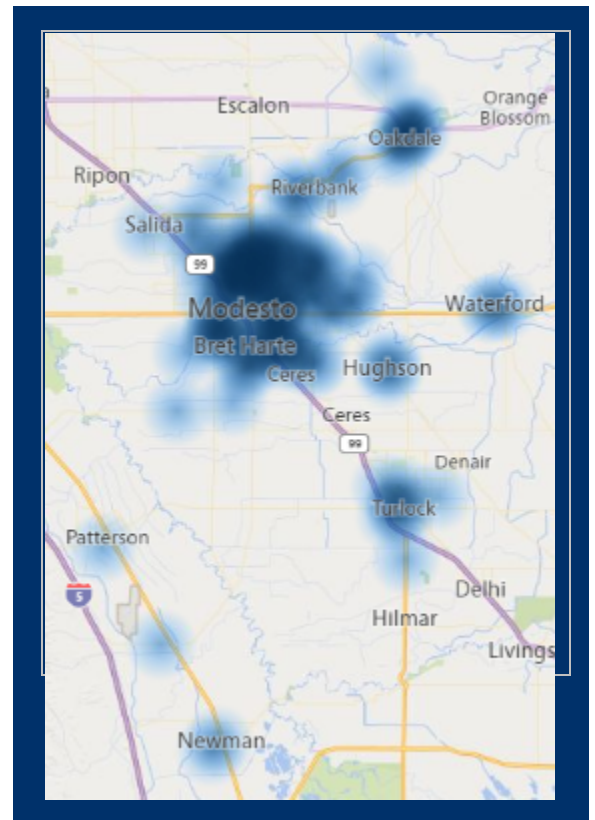 Escalon
Orange
Blossom
Oakdale
Ripon
Riverbank
Salida
99
Modesto
Waterford
Bret Harte
Hughson
Ceres
Ceres
99
Denair
Turlock
Patterson
Delhi
5
Hilmar
Livings
Newman